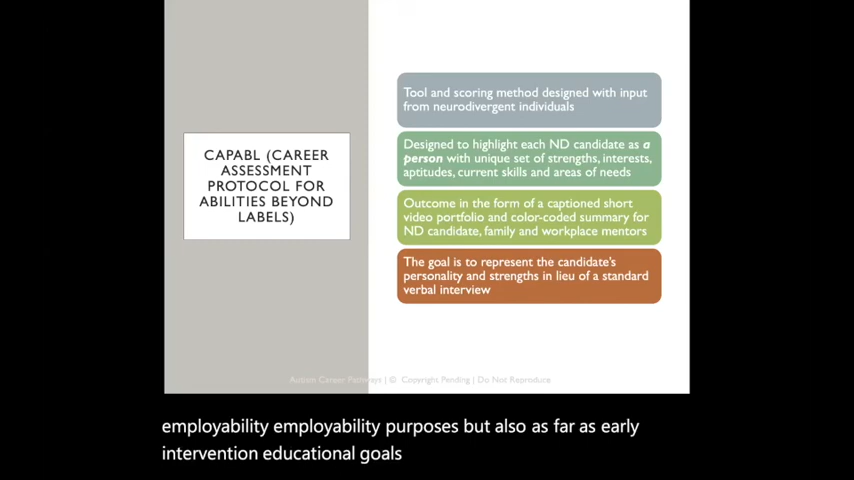 CAPABL (CAREER
ASSESSMENT
PROTOCOL FOR
ABILITIES BEYOND
LABELS)
Tool and scoring method designed with input
from neurodivergent individuals
Designed to highlight each ND candidate as a
person with unique set of strengths, interests,
aptitudes, current skills and areas of needs
Outcome in the form of a captioned short
video portfolio and color-coded summary for
ND candidate, family and workplace mentors
The goal is to represent the candidate's
personality and strengths in lieu of a standard
verbal interview
Autism Career Pathways | © Copyright Pending | Do Not Reproduce
employability employability purposes but also as far as early
intervention educational goals